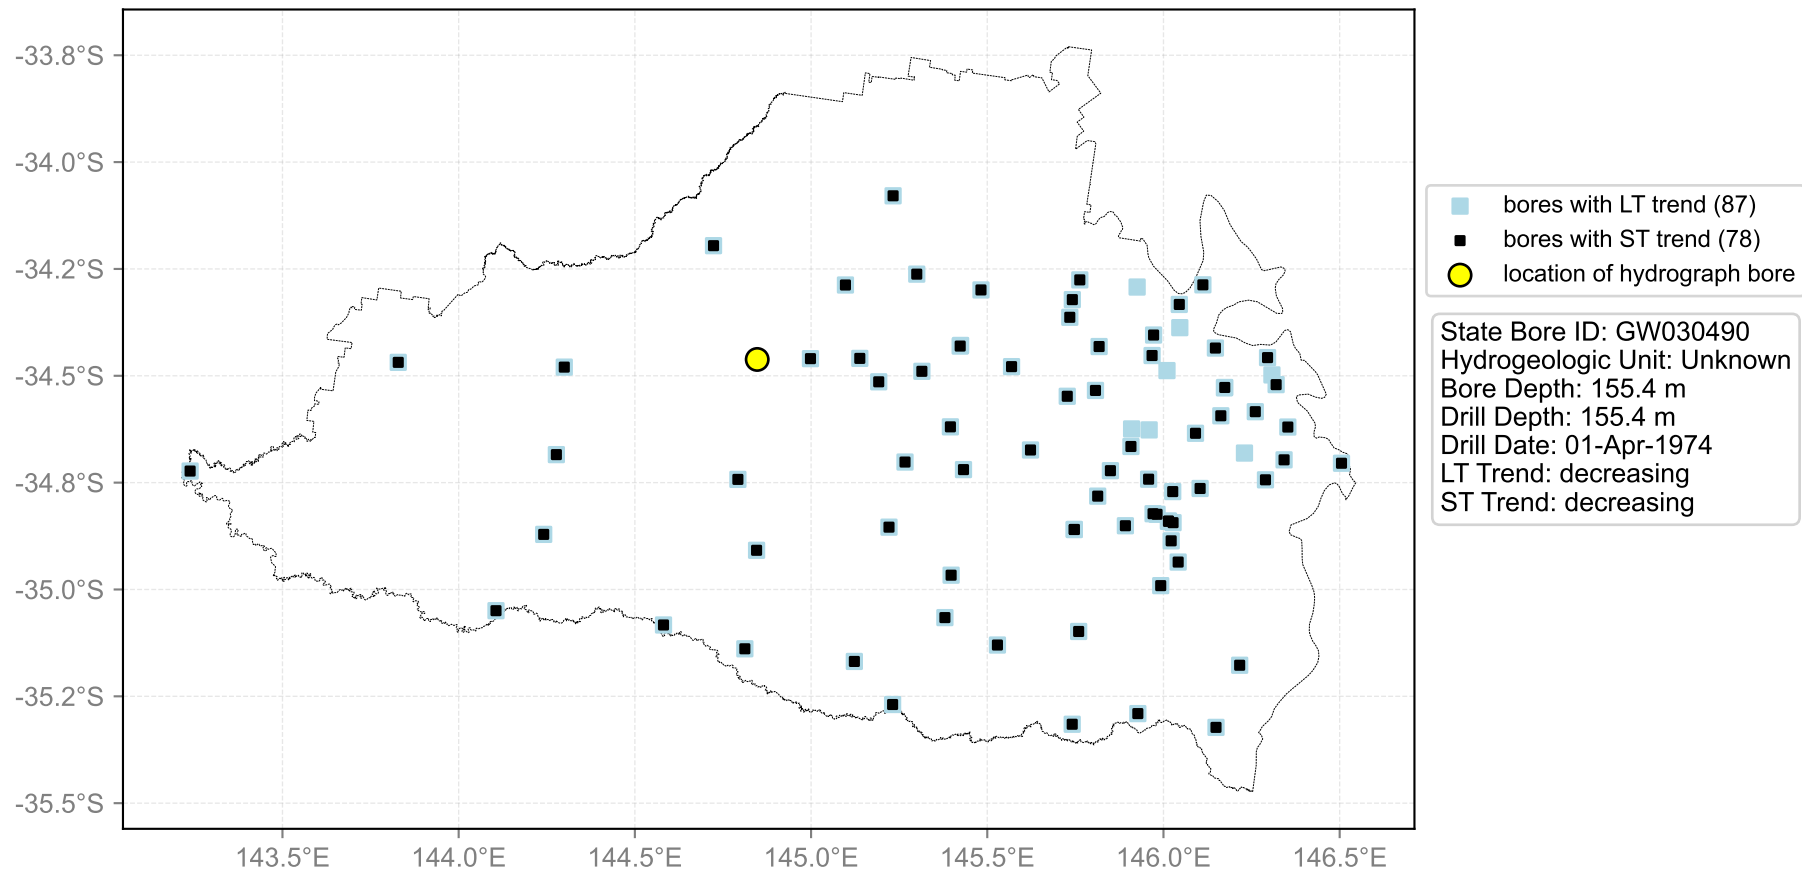 -33.8°S
-34.0°S
-34.2°S
-34.5°S
-34.8°S
-35.0°S
-35.2°S
-35.5°S
143.5°E
144.0°E
144.5°E
145.0°E
145.5°E
146.0°E
146.5°E
bores with LT trend (87)
bores with ST trend (78)
location of hydrograph bore
State Bore ID: GW030490
Hydrogeologic Unit: Unknown
Bore Depth: 155.4 m
Drill Depth: 155.4 m
Drill Date: 01-Apr-1974
LT Trend: decreasing
ST Trend: decreasing